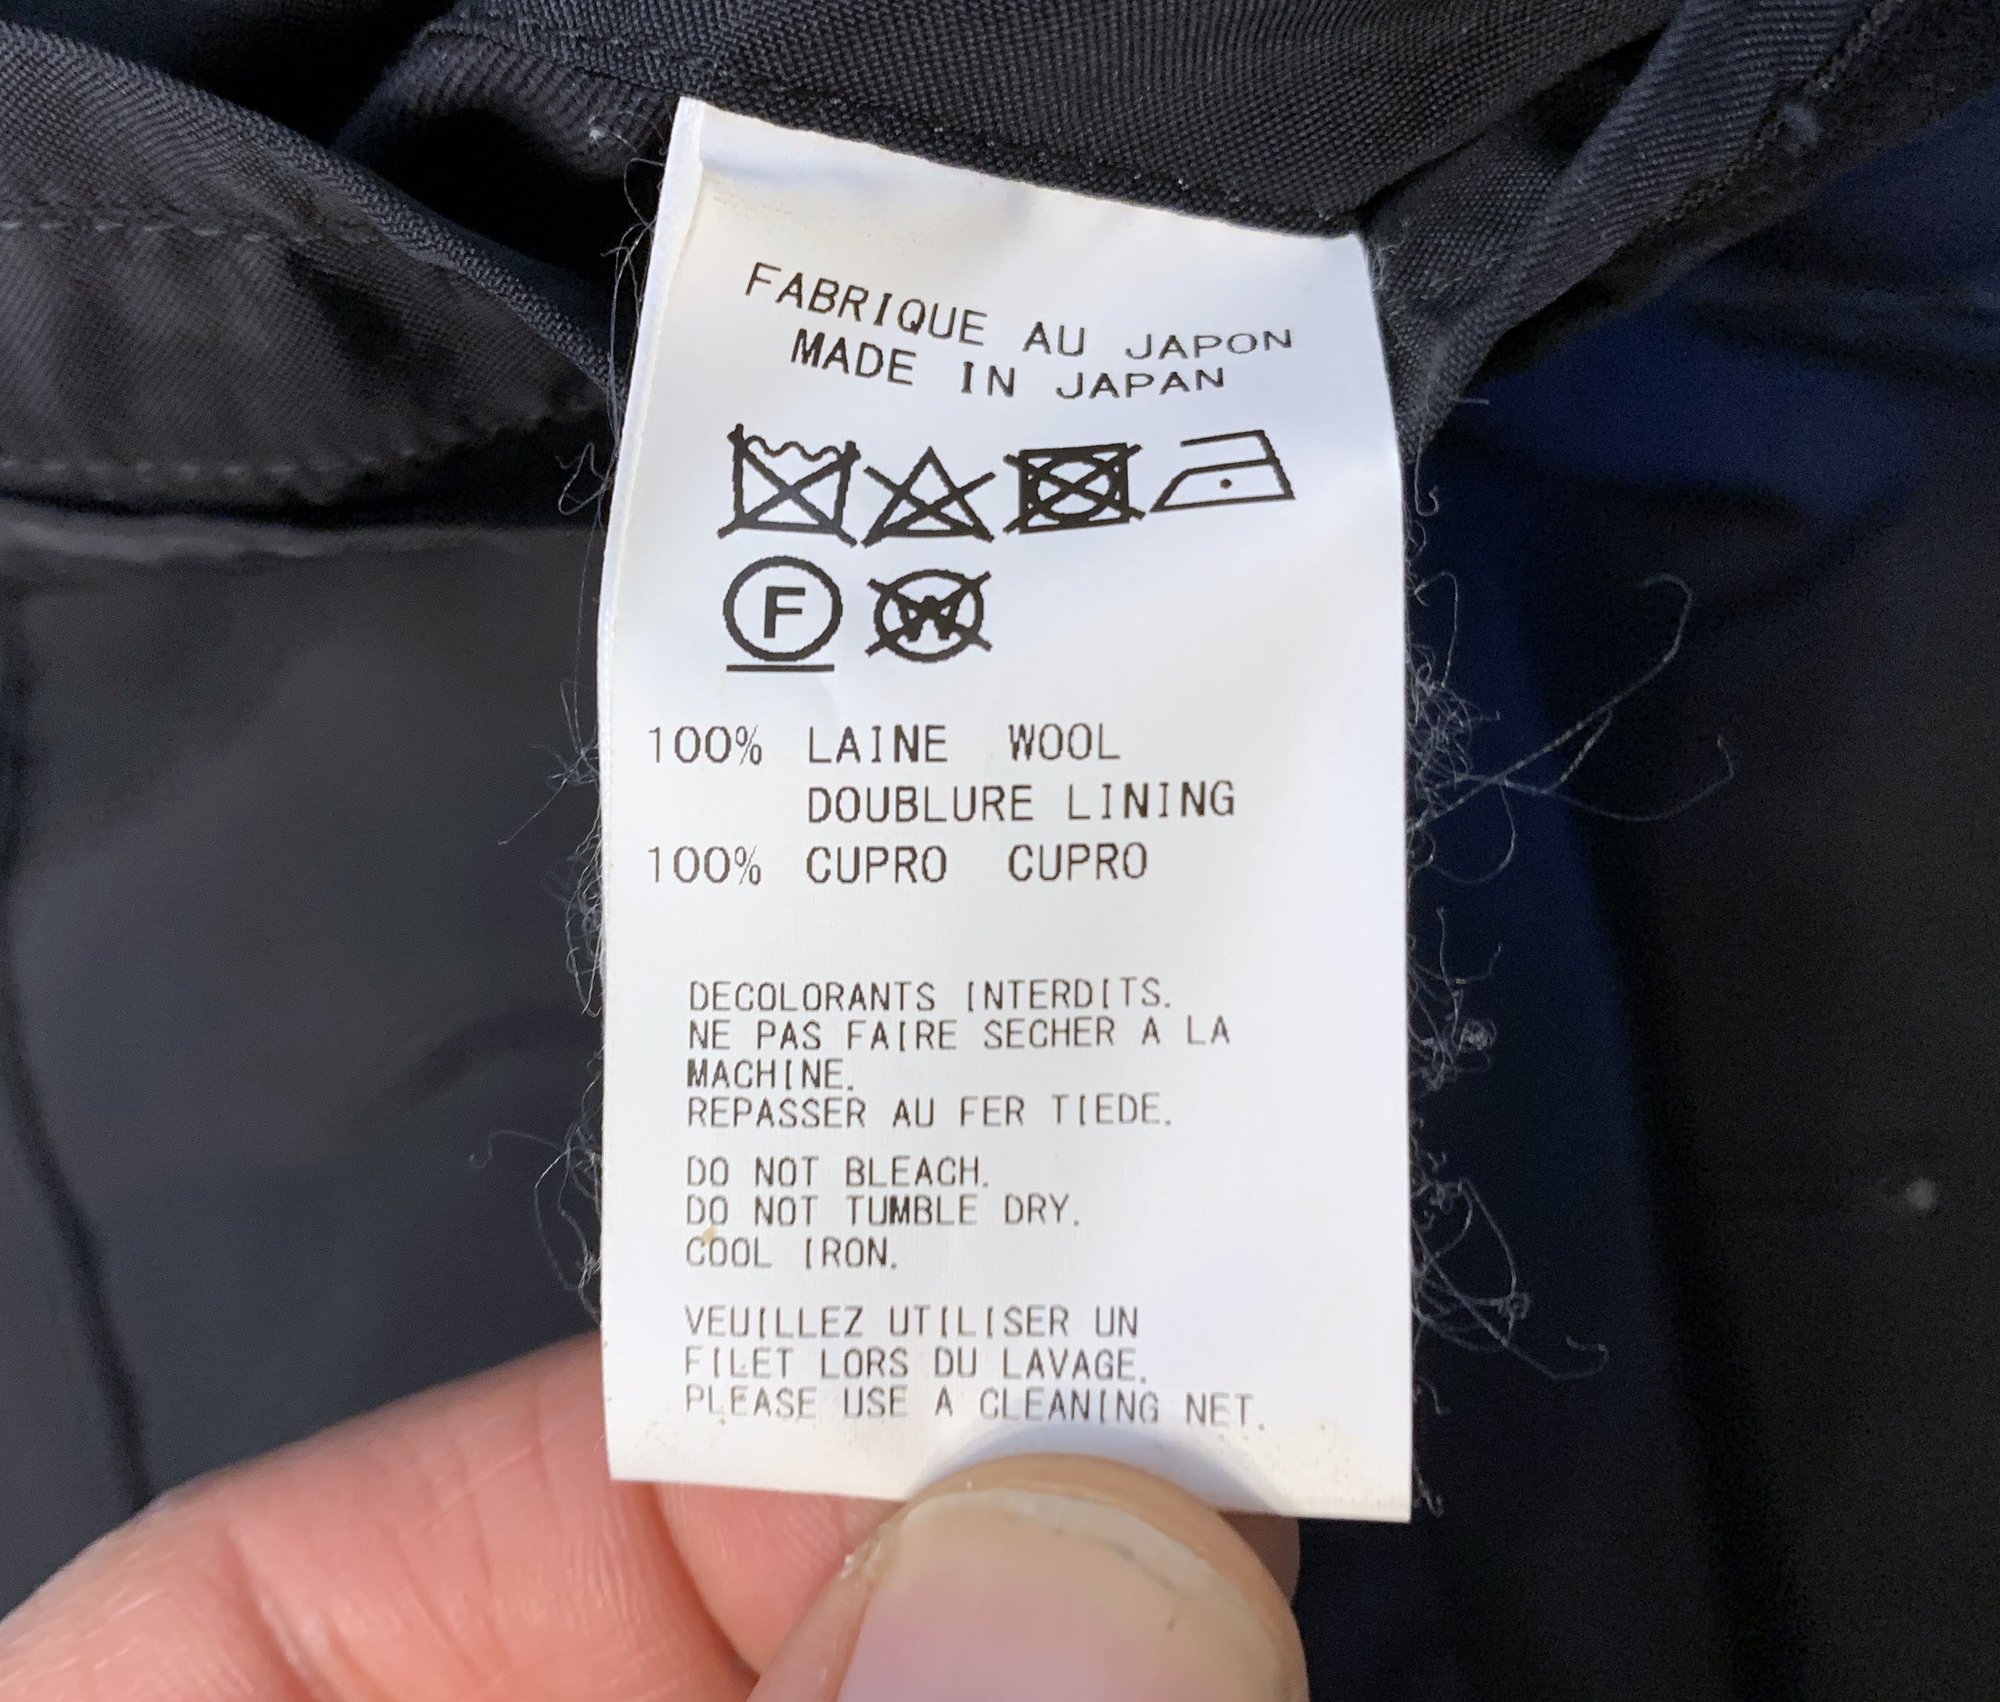 FABRIQUE AU JAPON
MADE IN JAPAN
F
W
100% LAINE WOOL
DOUBLURE LINING
100% CUPRO CUPRO
DECOLORANTS INTERDITS.
NE PAS FAIRE SECHER A LA
MACHINE.
REPASSER AU FER TIEDE.
DO NOT BLEACH.
DO NOT TUMBLE DRY.
COOL IRON.
VEUILLEZ UTILISER UN
FILET LORS DU LAVAGE.
PLEASE USE A CLEANING NET.